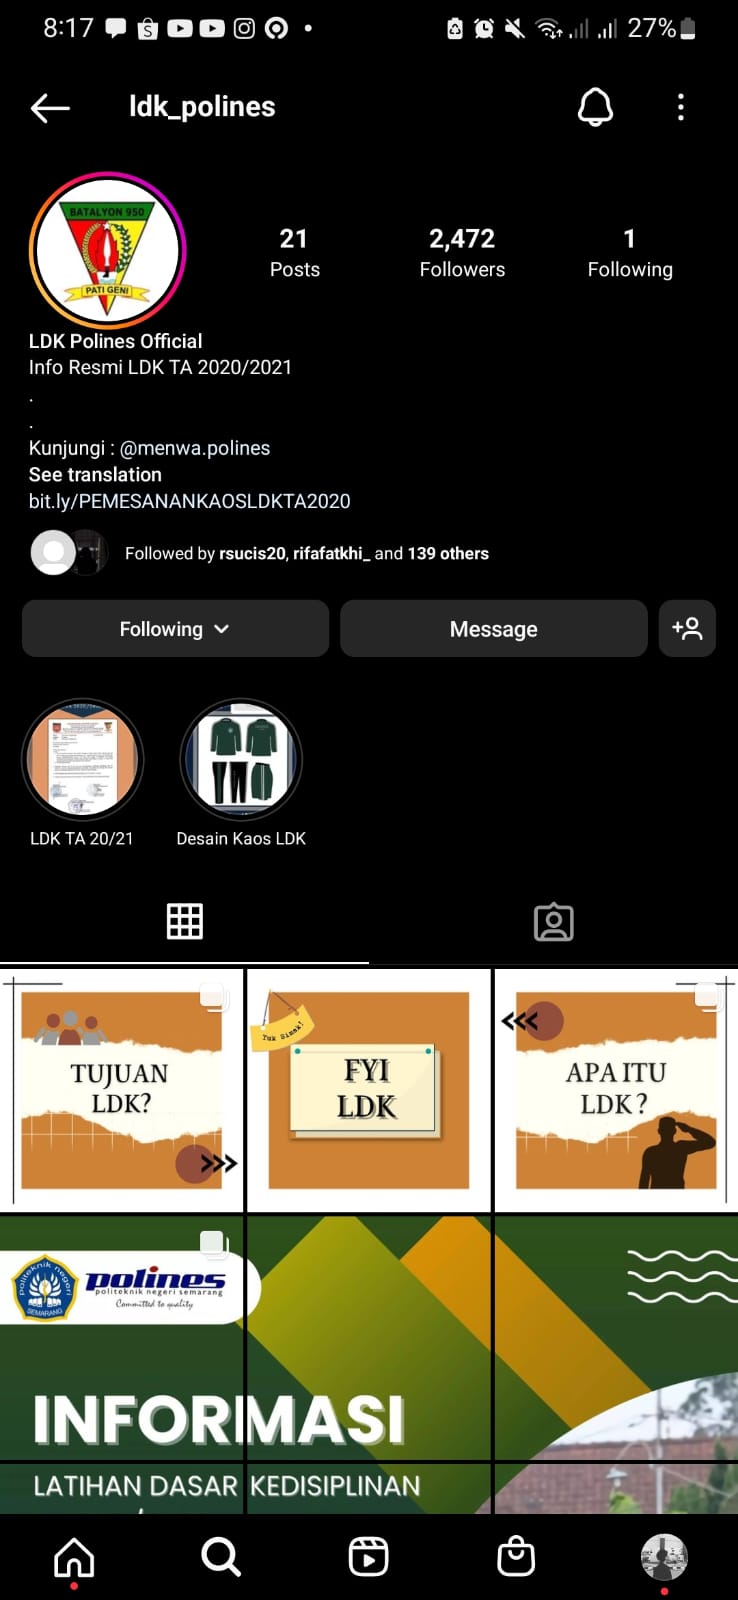 8:17
27%
ldk_polines
BATALYON 950
PATI GENI
21
Posts
2,472
Followers
1
Following
LDK Polines Official
Info Resmi LDK TA 2020/2021
.
.
Kunjungi : @menwa.polines
See translation
bit.ly/PEMESANANKAOSLDKTA2020
Followed by rsucis20, rifafatkhi_ and 139 others
Following
Message
LDK TA 20/21
Desain Kaos LDK
TUJUAN
LDK?
>>>
Yuk Simak!
FYI
LDK
<<<
APA ITU
LDK?
politeknik negeri
SEMARANG
polines
politeknik negeri semarang
Committed to quality
INFORMASI
LATIHAN DASAR KEDISIPLINAN